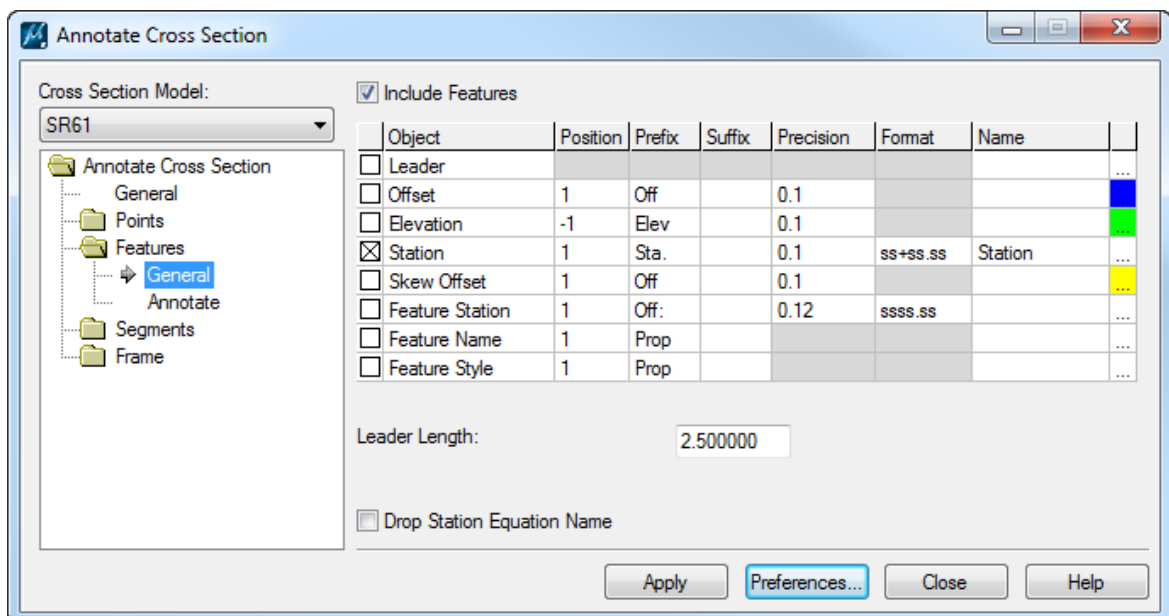 Annotate Cross Section
Cross Section Model:
SR61
Annotate Cross Section
General
Points
Features
General
Annotate
Segments
Frame
Include Features
Object Position Prefix Suffix Precision Format Name
Leader ...
Offset 1 Off 0.1 ...
Elevation -1 Elev 0.1 ...
Station 1 Sta. 0.1 ss+ss.ss Station ...
Skew Offset 1 Off 0.1 ...
Feature Station 1 Off: 0.12 ssss.ss ...
Feature Name 1 Prop ...
Feature Style 1 Prop ...
Leader Length: 2.500000
Drop Station Equation Name
Apply Preferences... Close Help